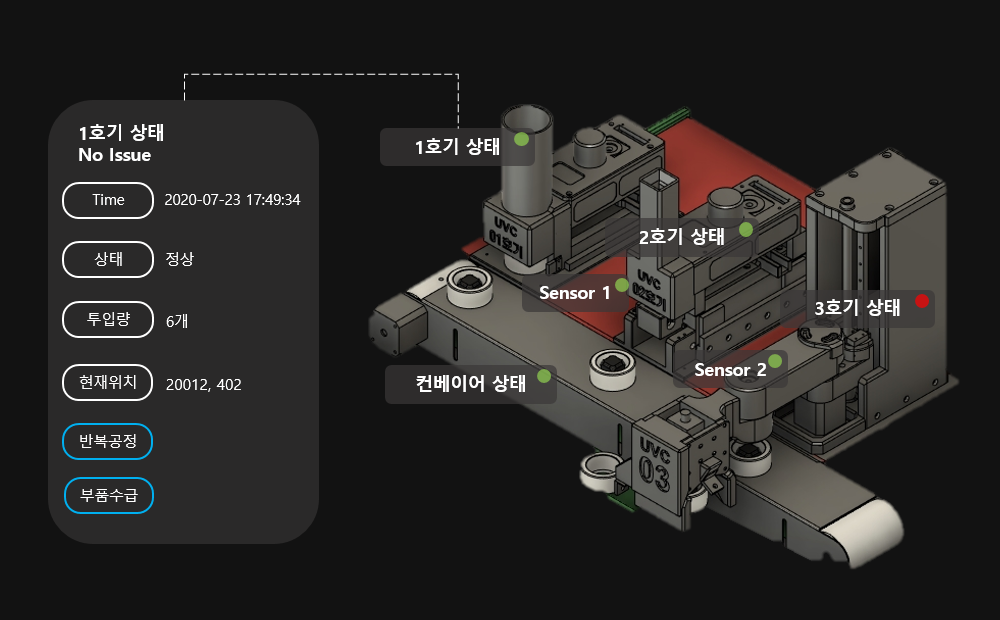 1호기 상태
No Issue
Time
2020-07-23 17:49:34
상태
정상
투입량
6개
현재위치
20012, 402
반복공정
부품수급
1호기 상태
UVC
01호기
2호기 상태
UVC
02호기
Sensor 1
3호기 상태
Sensor 2
컨베이어 상태
UVC
03